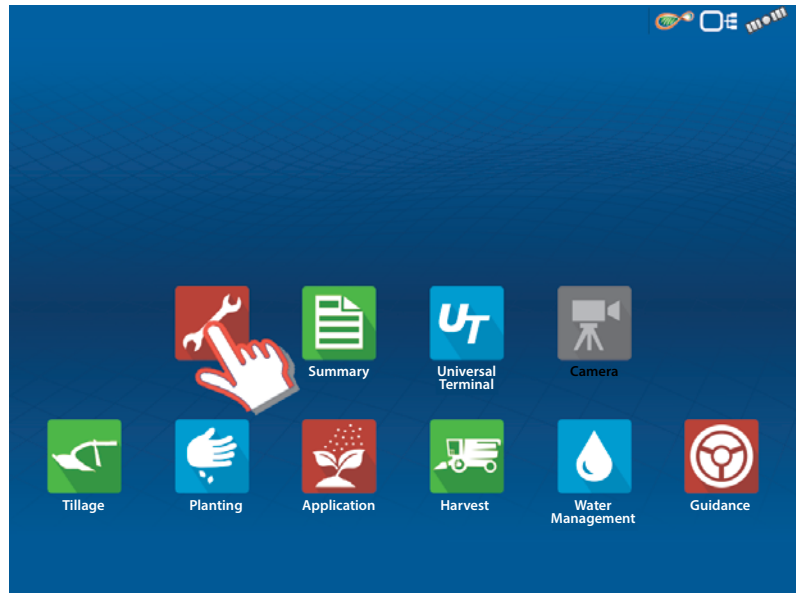 UT
Summary
Universal
Terminal
Camera
Tillage
Planting
Application
Harvest
Water
Management
Guidance